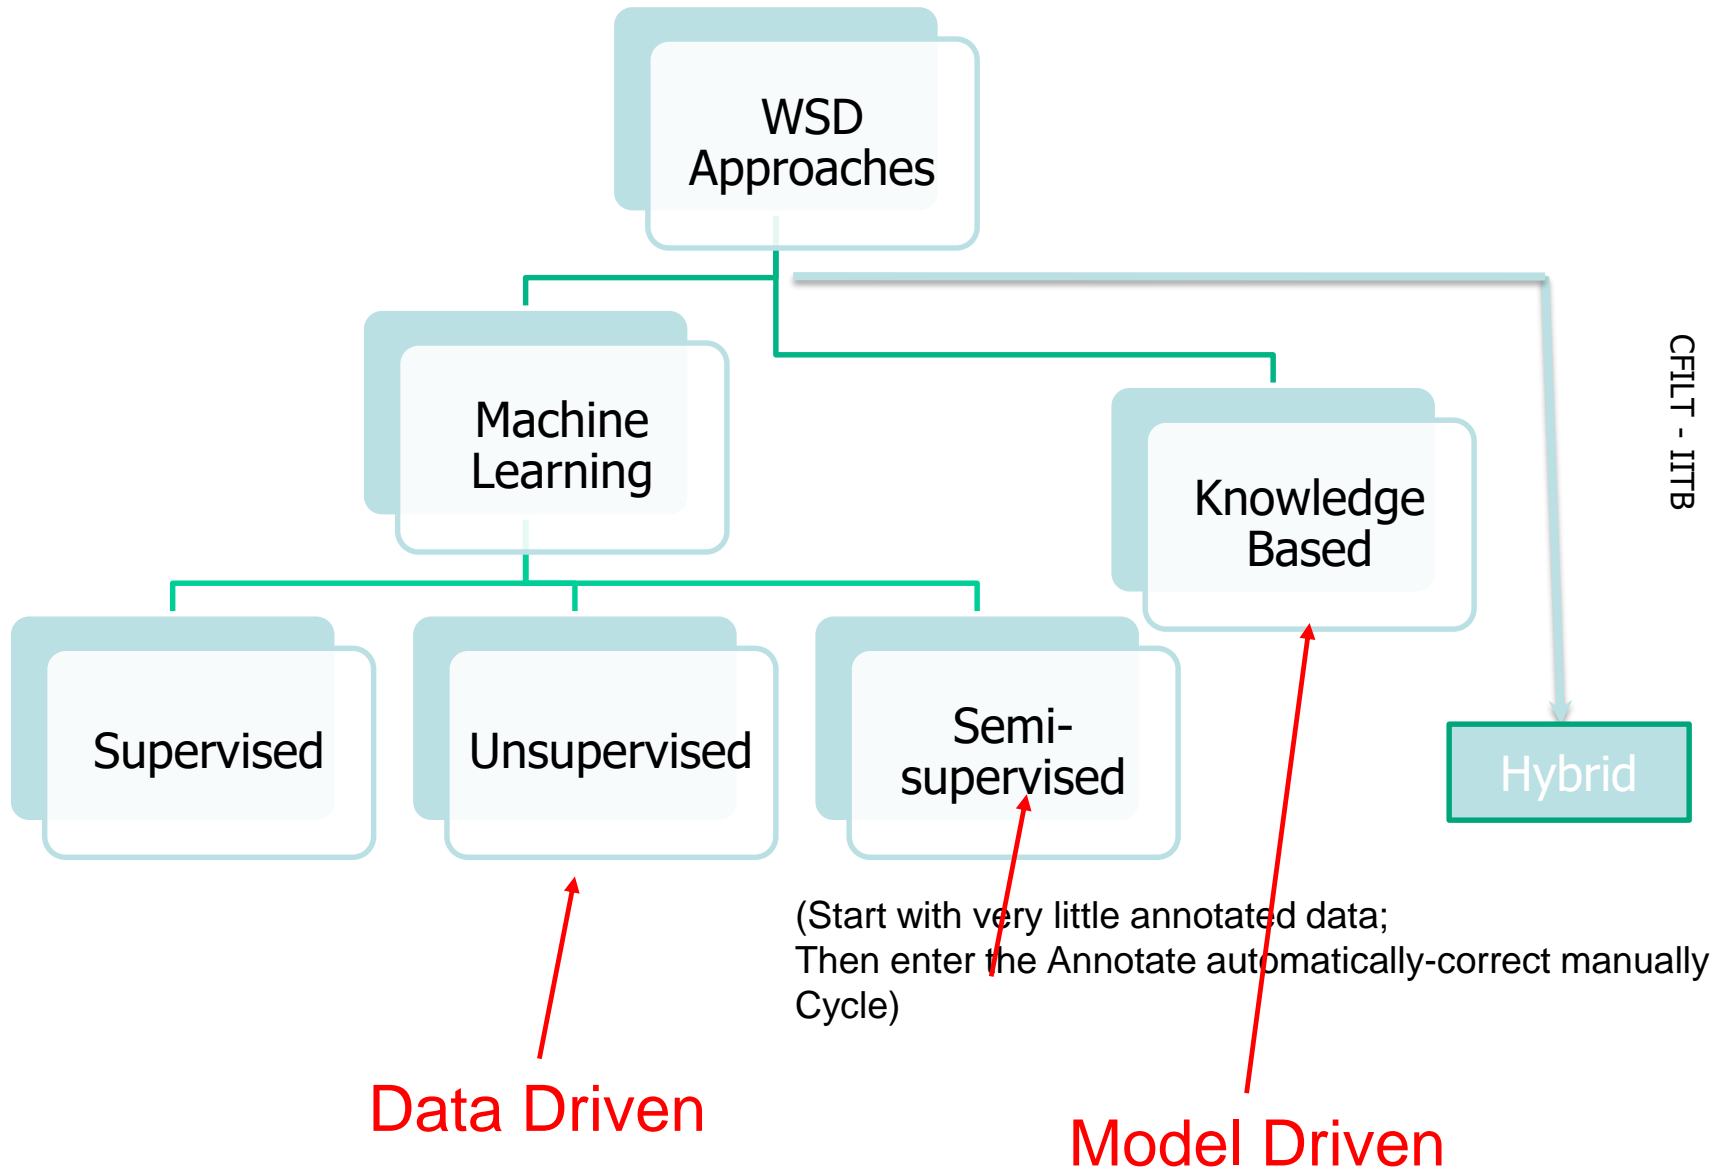 WSD
Approaches
Machine
Learning
Knowledge
Based
CFILT - IITB
Supervised
Unsupervised
Semi-
supervised
Hybrid
(Start with very little annotated data;
Then enter the Annotate automatically-correct manually
Cycle)
Data Driven
Model Driven